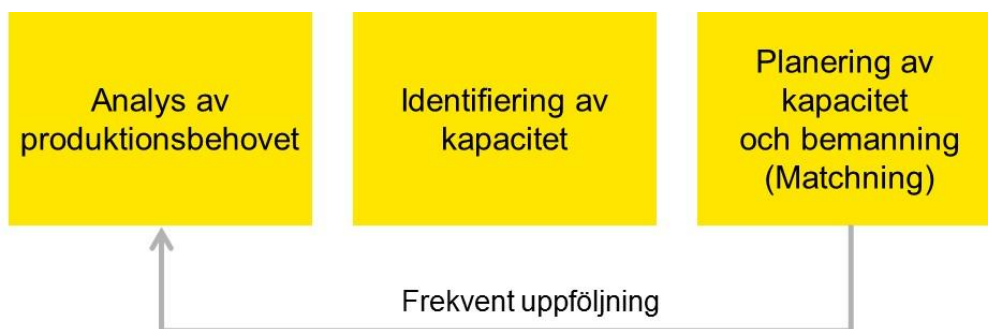 Analys av
produktionsbehovet
Identifiering av
kapacitet
Planering av
kapacitet
och bemanning
(Matchning)
Frekvent uppföljning